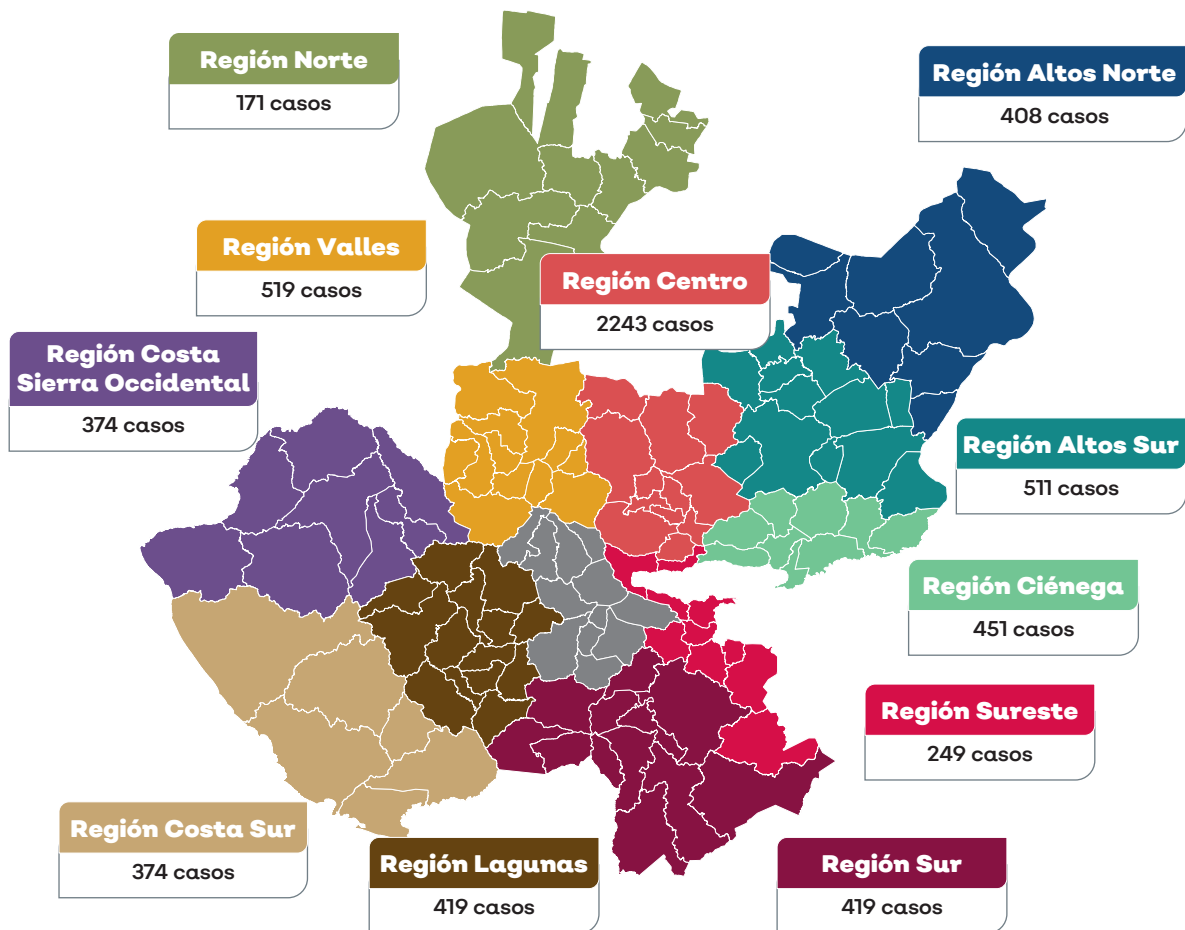 Región Norte
171 casos
Región Altos Norte
408 casos
Región Valles
519 casos
Región Centro
2243 casos
Región Costa
Sierra Occidental
374 casos
Región Altos Sur
511 casos
Región Ciénega
451 casos
Región Sureste
249 casos
Región Costa Sur
374 casos
Región Lagunas
419 casos
Región Sur
419 casos